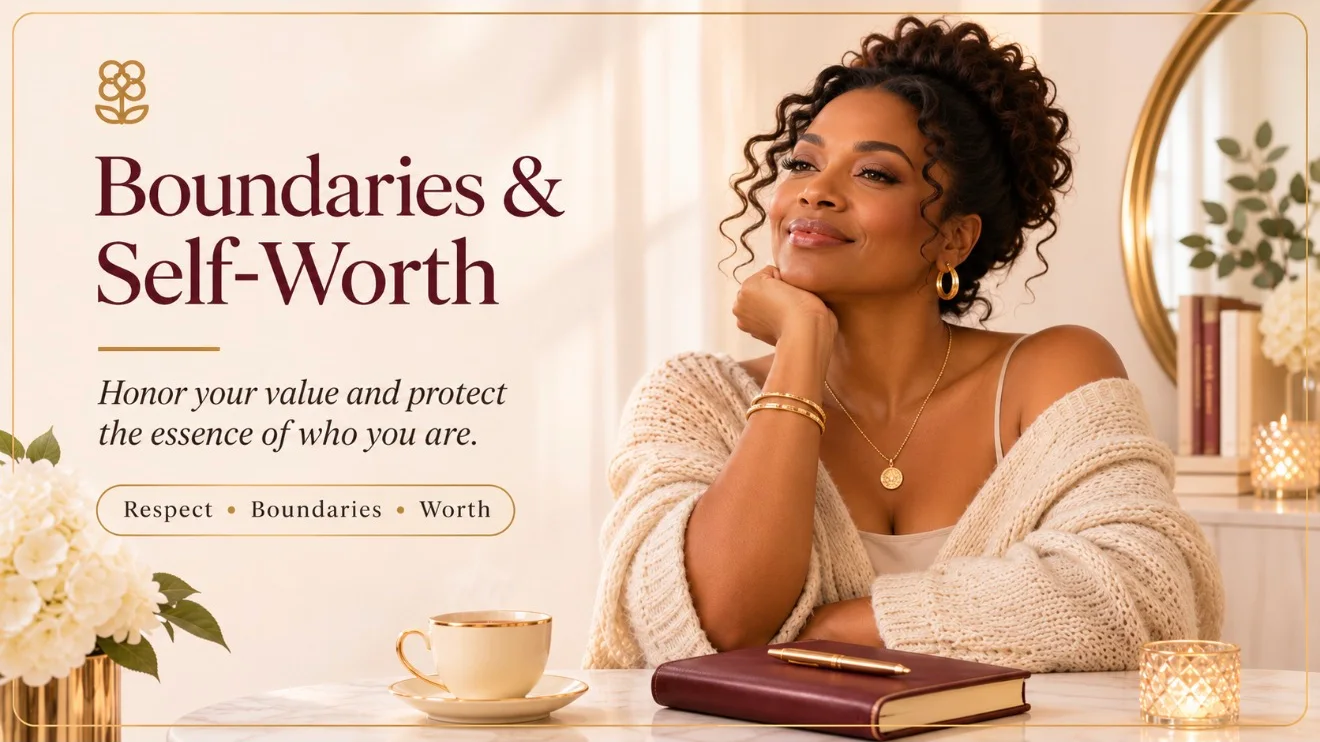 Boundaries &
Self-Worth
Honor your value and protect
the essence of who you are.
Respect • Boundaries • Worth